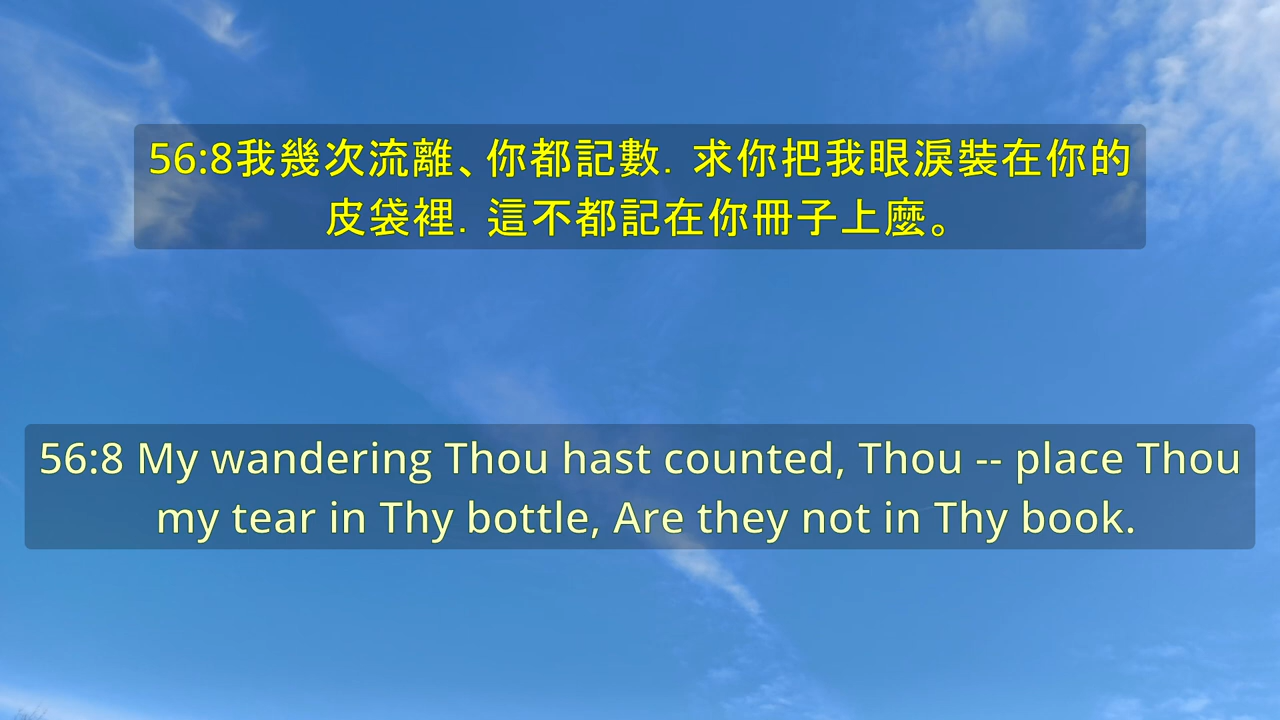 56:8我幾次流離、你都記數．求你把我眼淚裝在你的
皮袋裡．這不都記在你冊子上麼。
56:8 My wandering Thou hast counted, Thou -- place Thou
my tear in Thy bottle, Are they not in Thy book.